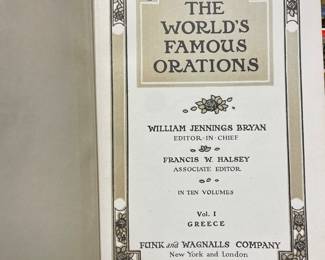 THE
WORLD'S
FAMOUS
ORATIONS
WILLIAM JENNINGS BRYAN
EDITOR-IN-CHIEF
FRANCIS W. HALSEY
ASSOCIATE EDITOR
IN TEN VOLUMES
Vol. I
GREECE
FUNK and WAGNALLS COMPANY
New York and London